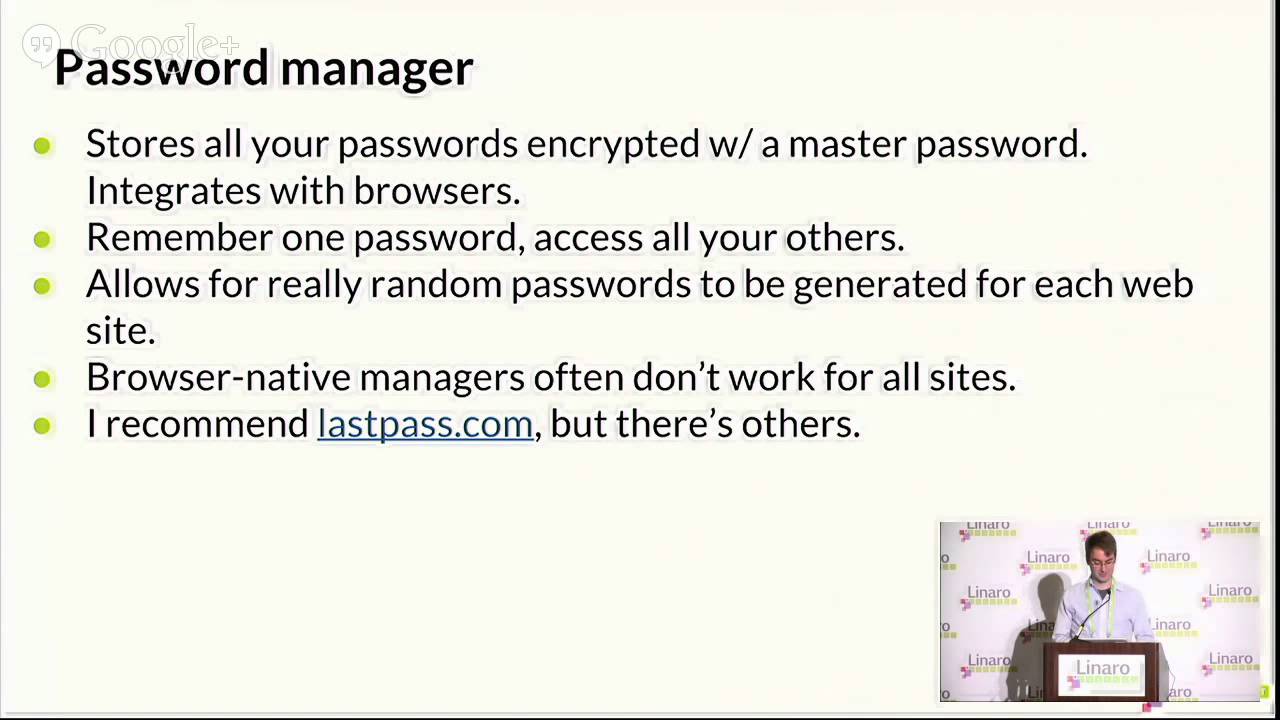 Google+
Password manager
Stores all your passwords encrypted w/ a master password.
Integrates with browsers.
Remember one password, access all your others.
Allows for really random passwords to be generated for each web
site.
Browser-native managers often don't work for all sites.
I recommend lastpass.com, but there's others.
Linaro Linaro Linaro
Linaro Linaro
Linaro Linaro
Linaro Linaro
Linaro Linaro
Linaro